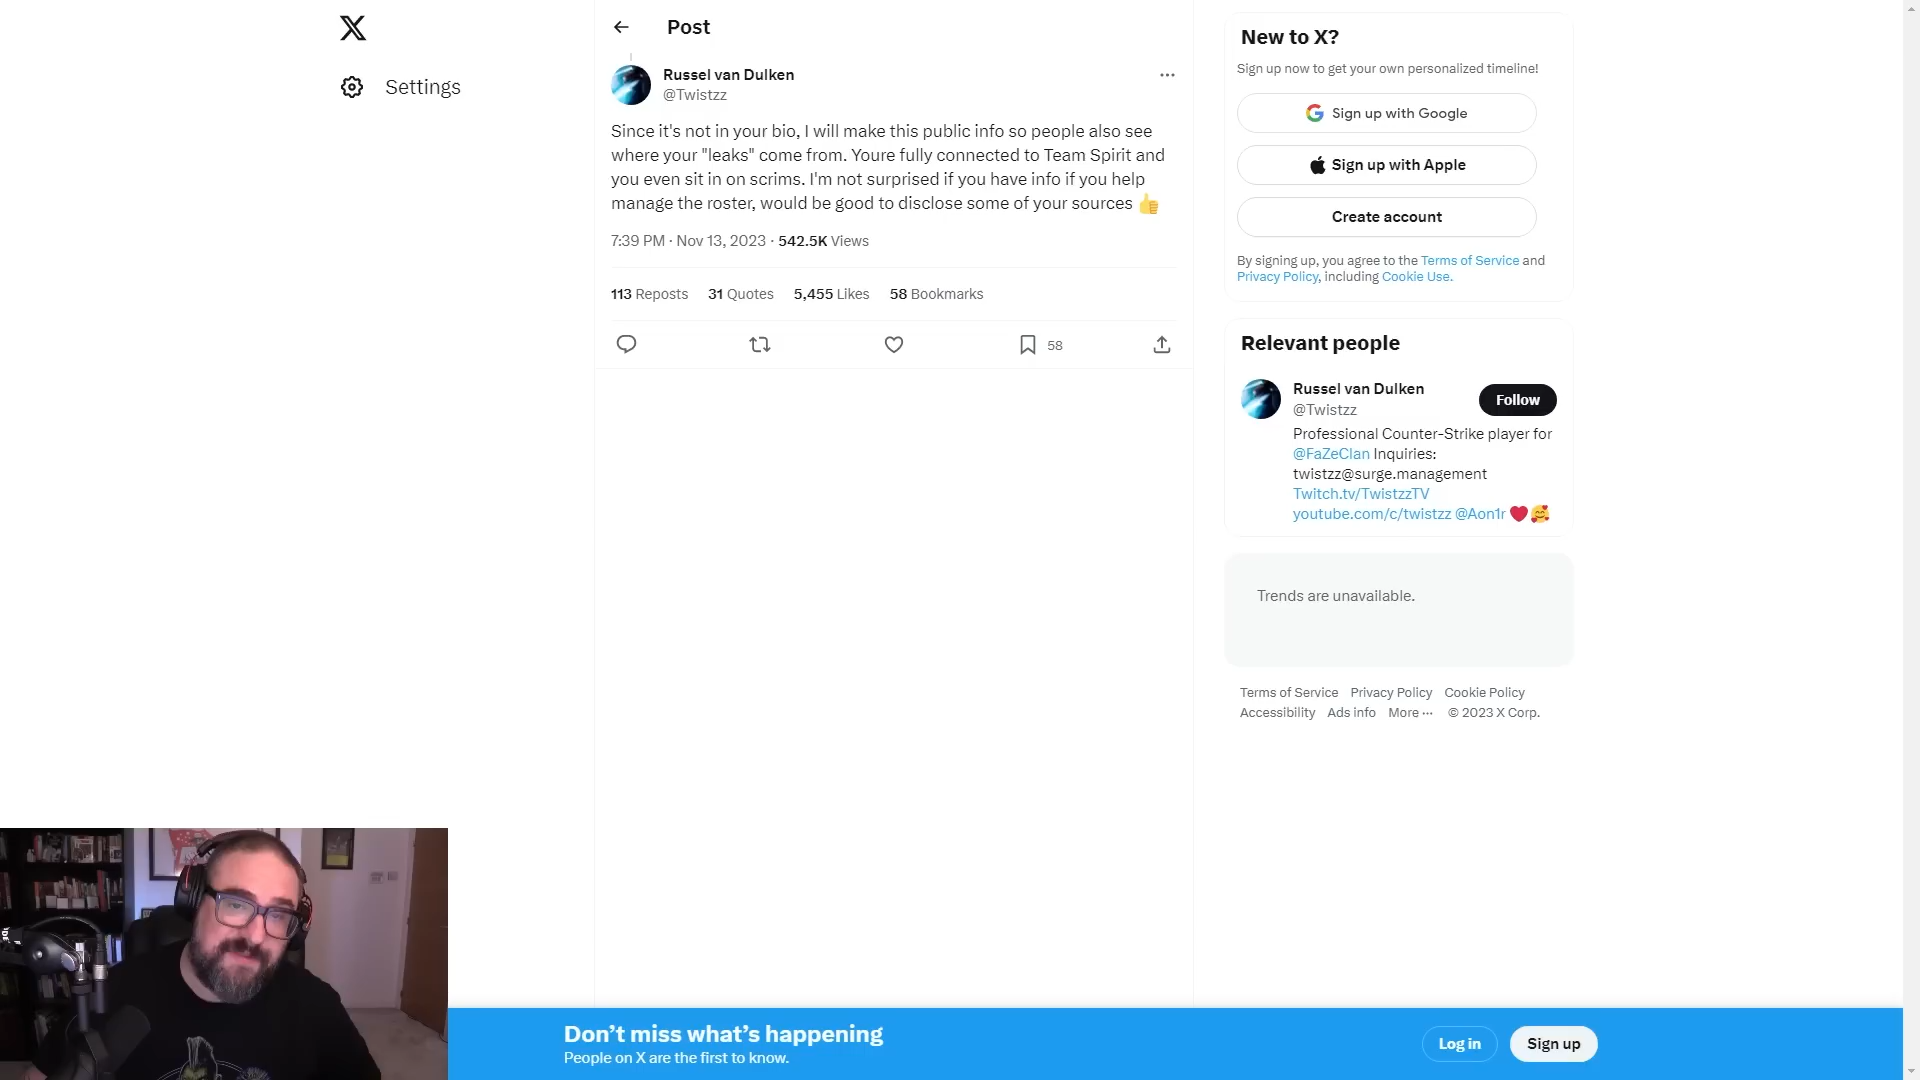 Settings
Post
Russel van Dulken
@Twistzz
Since it's not in your bio, I will make this public info so people also see
where your "leaks" come from. Youre fully connected to Team Spirit and
you even sit in on scrims. I'm not surprised if you have info if you help
manage the roster, would be good to disclose some of your sources 👍
7:39 PM · Nov 13, 2023 · 542.5K Views
113 Reposts 31 Quotes 5,455 Likes 58 Bookmarks
58
New to X?
Sign up now to get your own personalized timeline!
Sign up with Google
Sign up with Apple
Create account
By signing up, you agree to the Terms of Service and
Privacy Policy, including Cookie Use.
Relevant people
Russel van Dulken
@Twistzz
Follow
Professional Counter-Strike player for
@FaZeClan Inquiries:
twistzz@surge.management
Twitch.tv/TwistzzTV
youtube.com/c/twistzz @Aon1r ❤️🥰
Trends are unavailable.
Terms of Service Privacy Policy Cookie Policy
Accessibility Ads info More ··· © 2023 X Corp.
Don’t miss what’s happening
People on X are the first to know.
Log in
Sign up